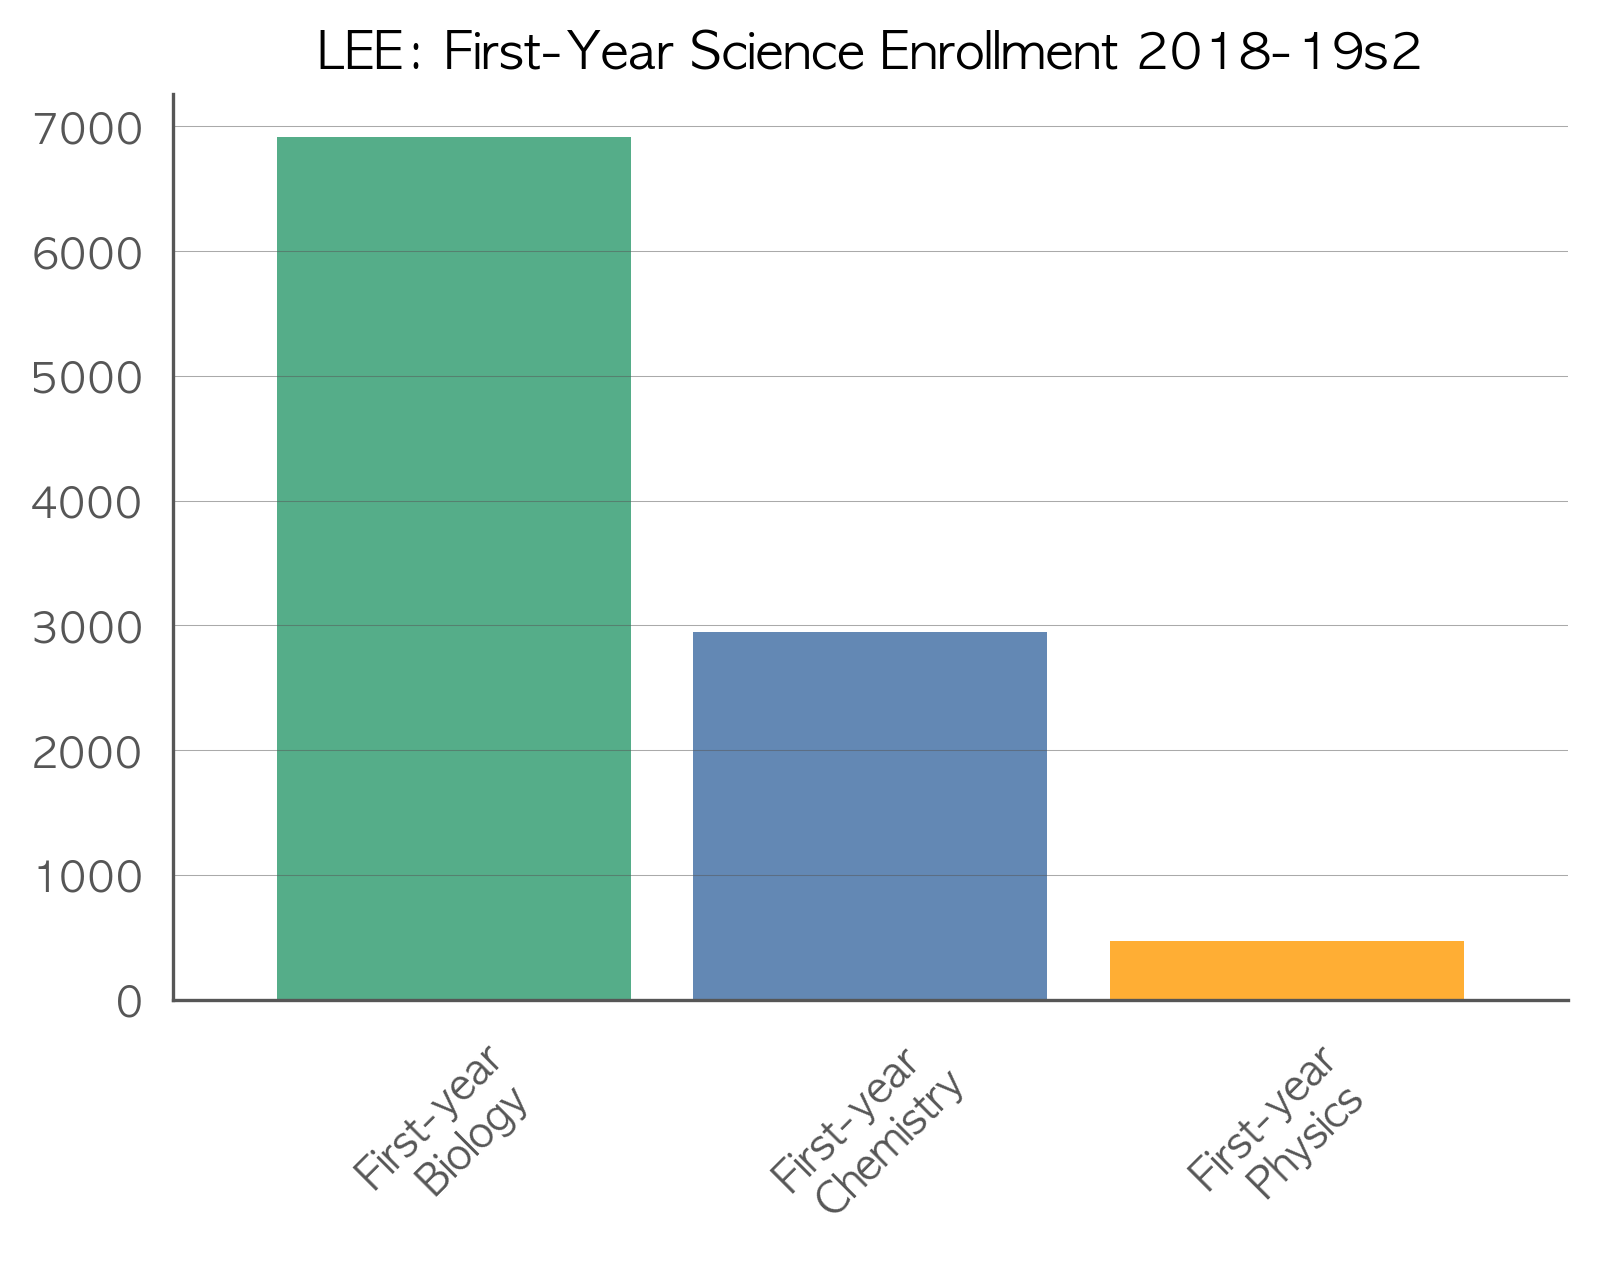 LEE: First-Year Science Enrollment 2018-19s2
7000
6000
5000
4000
3000
2000
1000
0
First-year
Biology
First-year
Chemistry
First-year
Physics